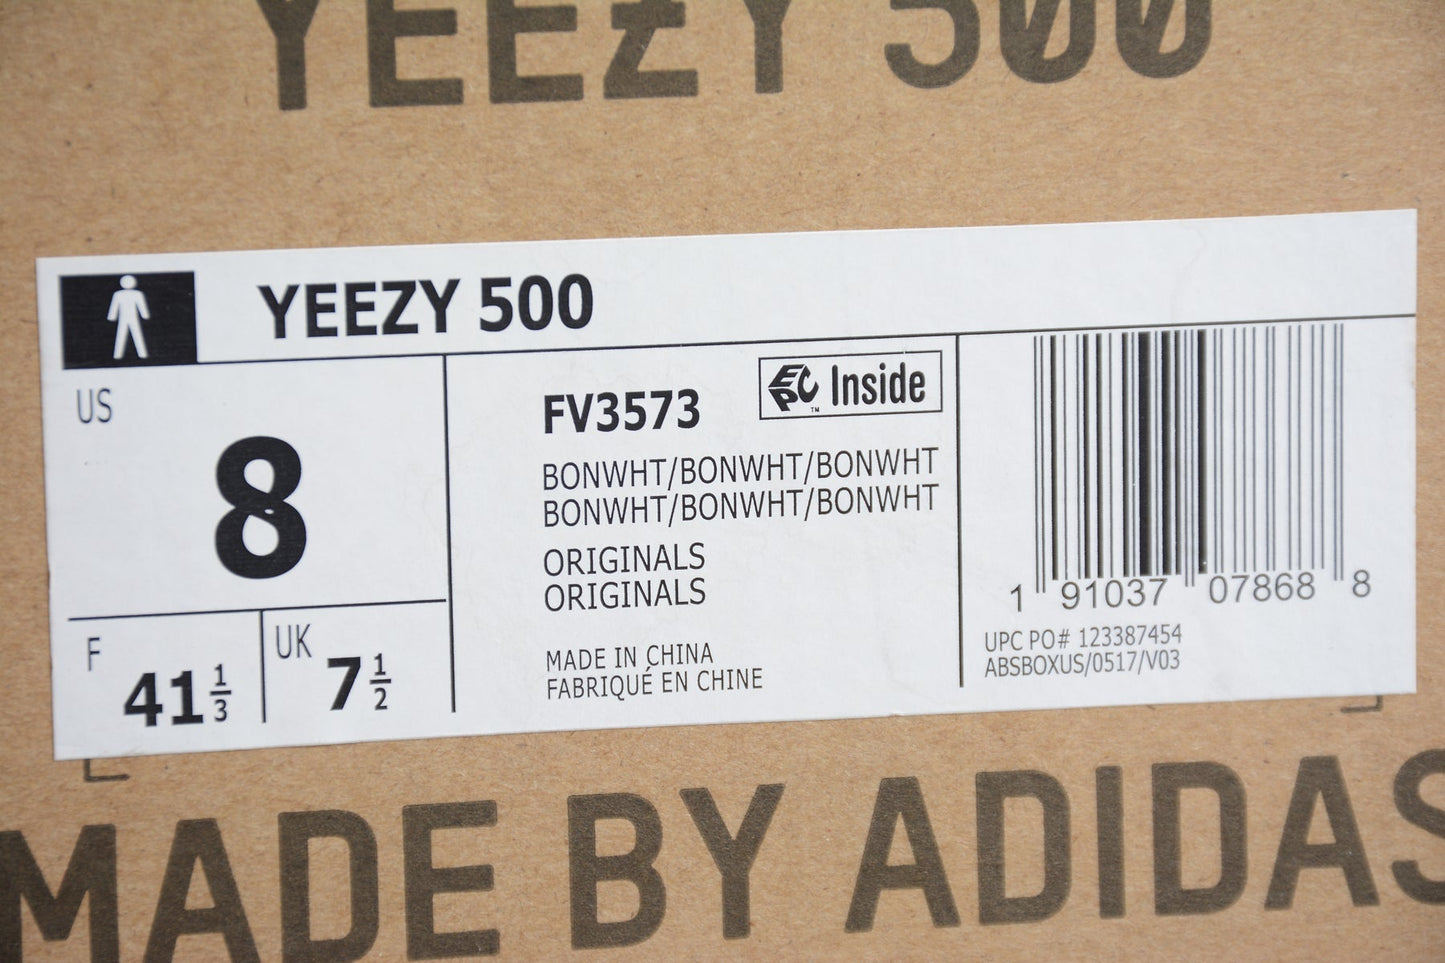 YEEZY 500
YEEZY 500
US
8
F
41 1/3
UK
7 1/2
FV3573
EPC™ Inside
BONWHT/BONWHT/BONWHT
BONWHT/BONWHT/BONWHT
ORIGINALS
ORIGINALS
MADE IN CHINA
FABRIQUÉ EN CHINE
1 91037 07868 8
UPC PO# 123387454
ABSBOXUS/0517/V03
MADE BY ADIDAS